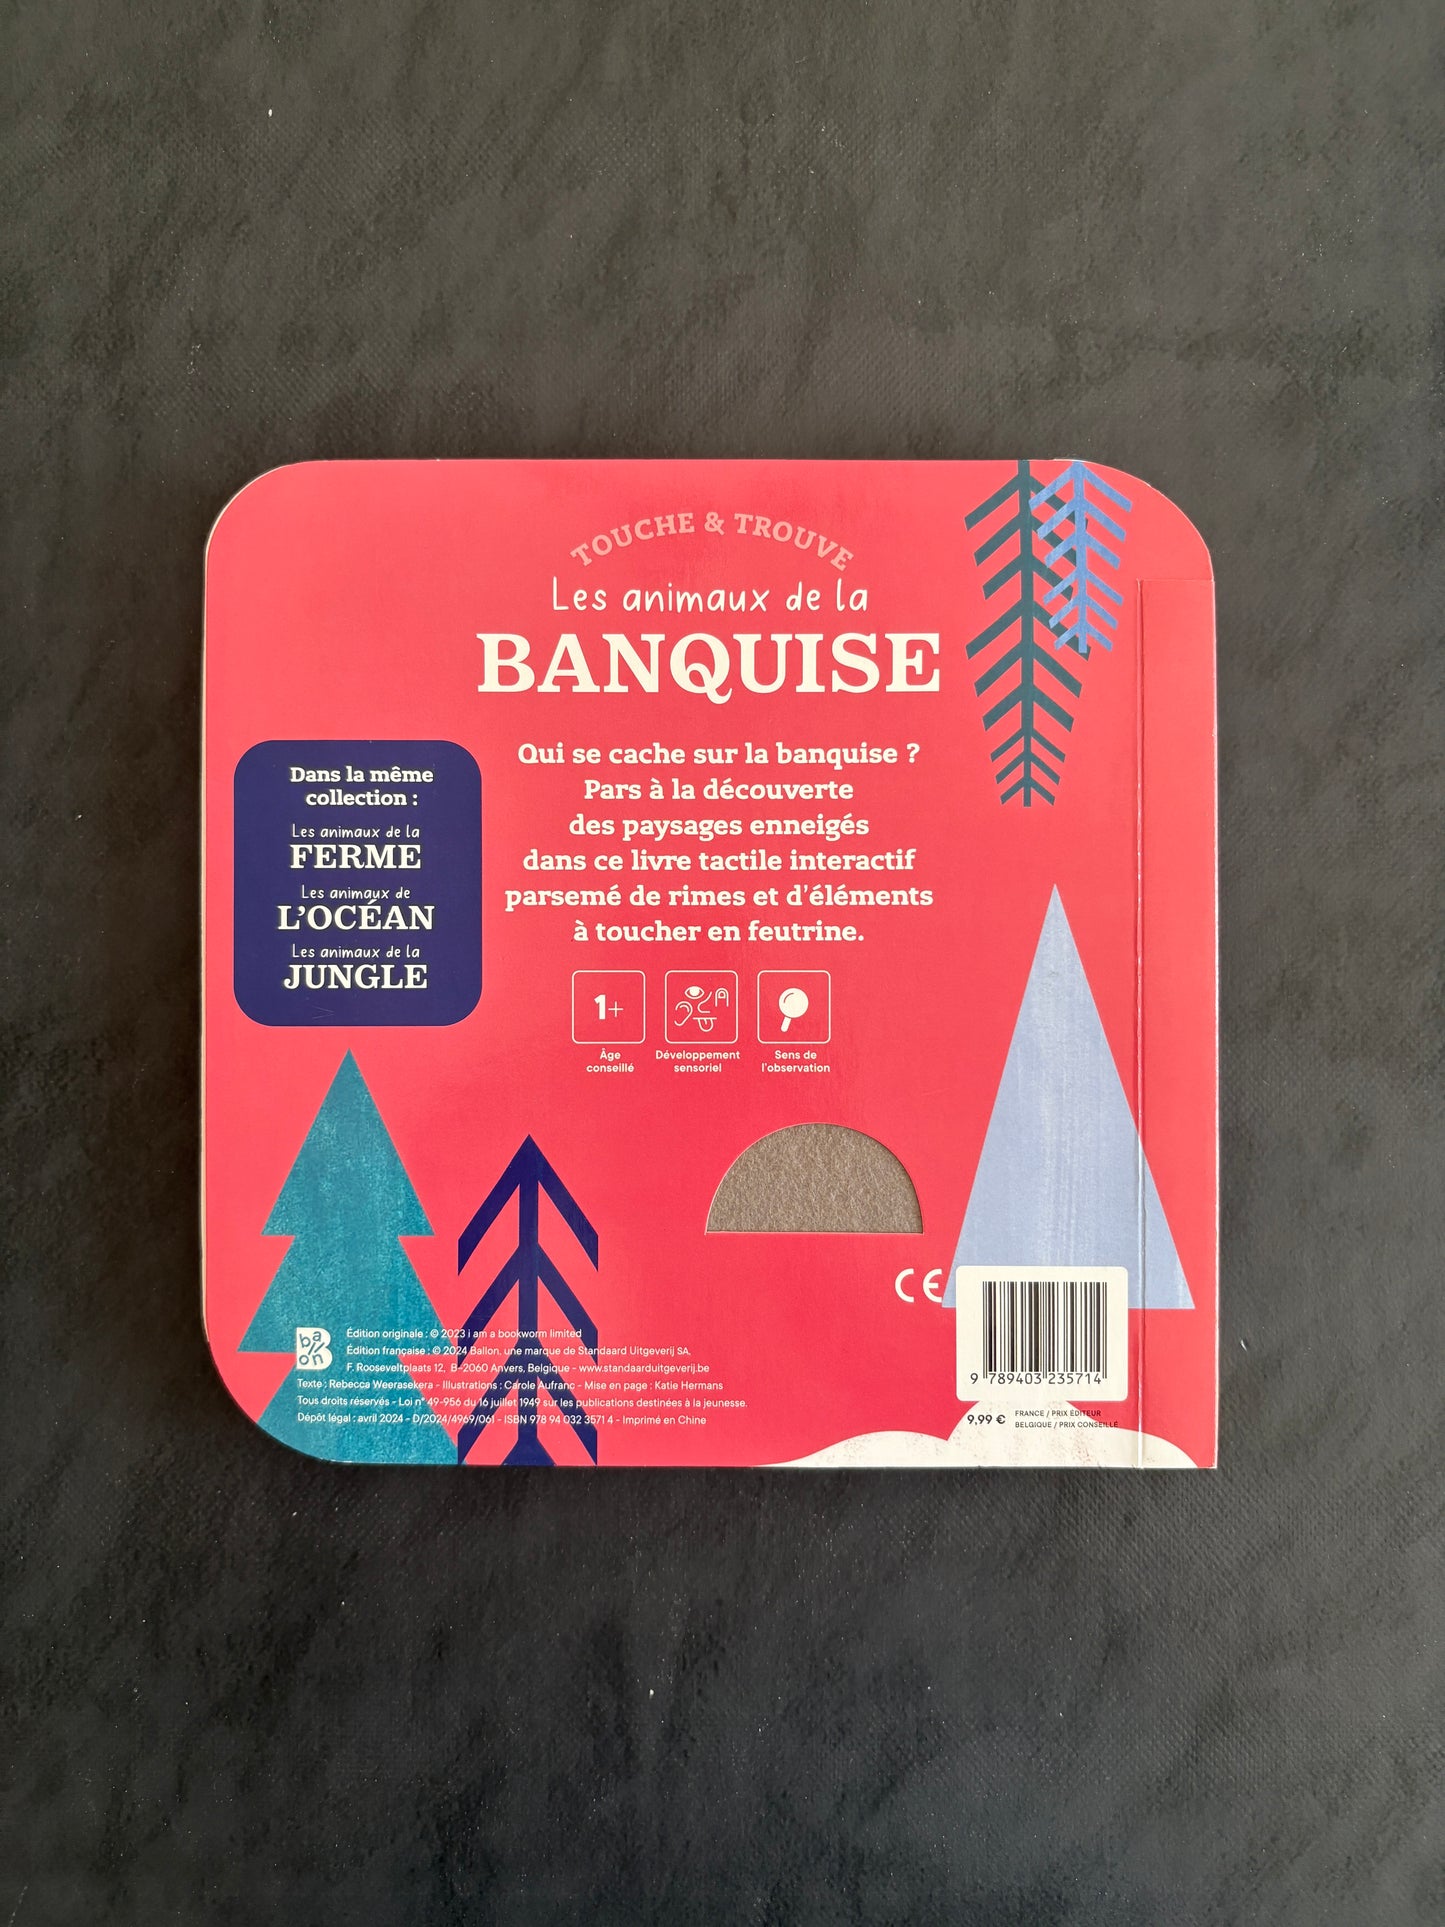 TOUCHE & TROUVE
Les animaux de la
BANQUISE
Qui se cache sur la banquise ?
Pars à la découverte
des paysages enneigés
dans ce livre tactile interactif
parsemé de rimes et d'éléments
à toucher en feutrine.
Dans la même
collection :
Les animaux de la
FERME
Les animaux de
L'OCÉAN
Les animaux de la
JUNGLE
1+
Âge
conseillé
Développement
sensoriel
Sens de
l'observation
CE
ballon
Édition originale : © 2023 i am a bookworm limited
Édition française : © 2024 Ballon, une marque de Standaard Uitgeverij SA,
F. Rooseveltplaats 12, B-2060 Anvers, Belgique - www.standaarduitgeverij.be
Texte : Rebecca Weerasekera - Illustrations : Carole Aufranc - Mise en page : Katie Hermans
Tous droits réservés - Loi n° 49-956 du 16 juillet 1949 sur les publications destinées à la jeunesse.
Dépôt légal : avril 2024 - D/2024/4969/061 - ISBN 978 94 032 3571 4 - Imprimé en Chine
9 789403 235714
9,99 € FRANCE / PRIX ÉDITEUR
BELGIQUE / PRIX CONSEILLÉ